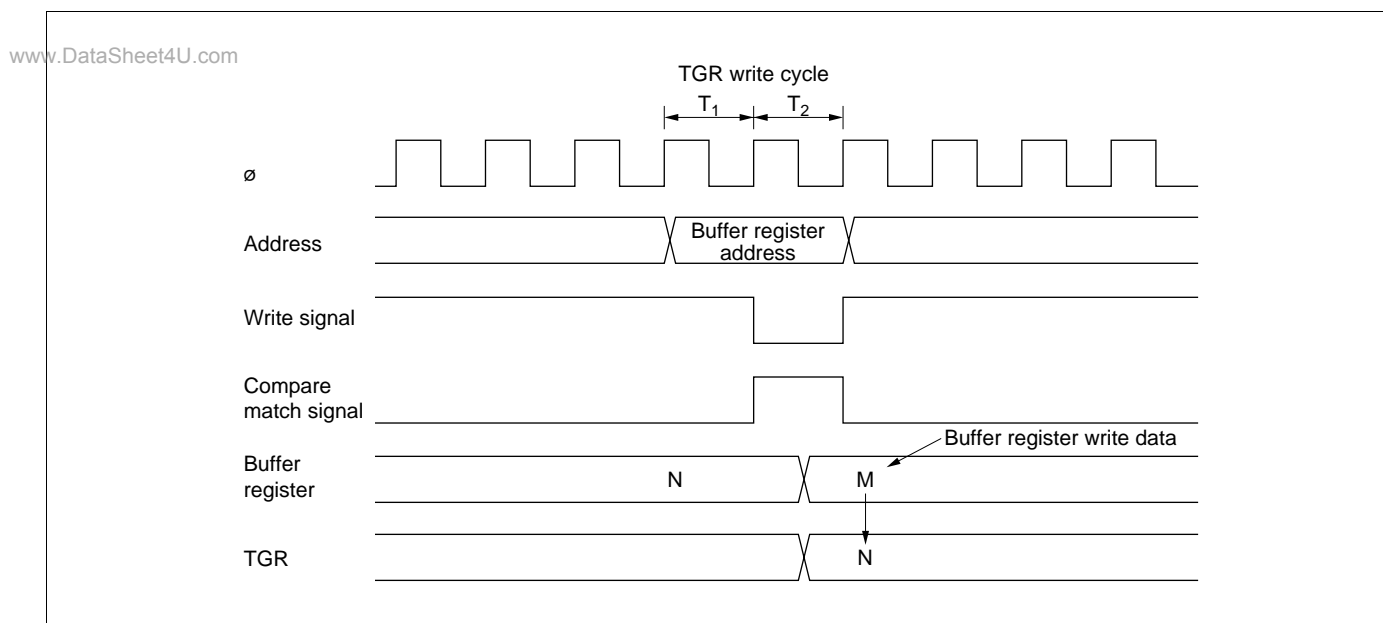 www.DataSheet4U.com
TGR write cycle
T1 T2
ø
Address
Buffer register
address
Write signal
Compare
match signal
Buffer register write data
Buffer
register
N M
TGR
N